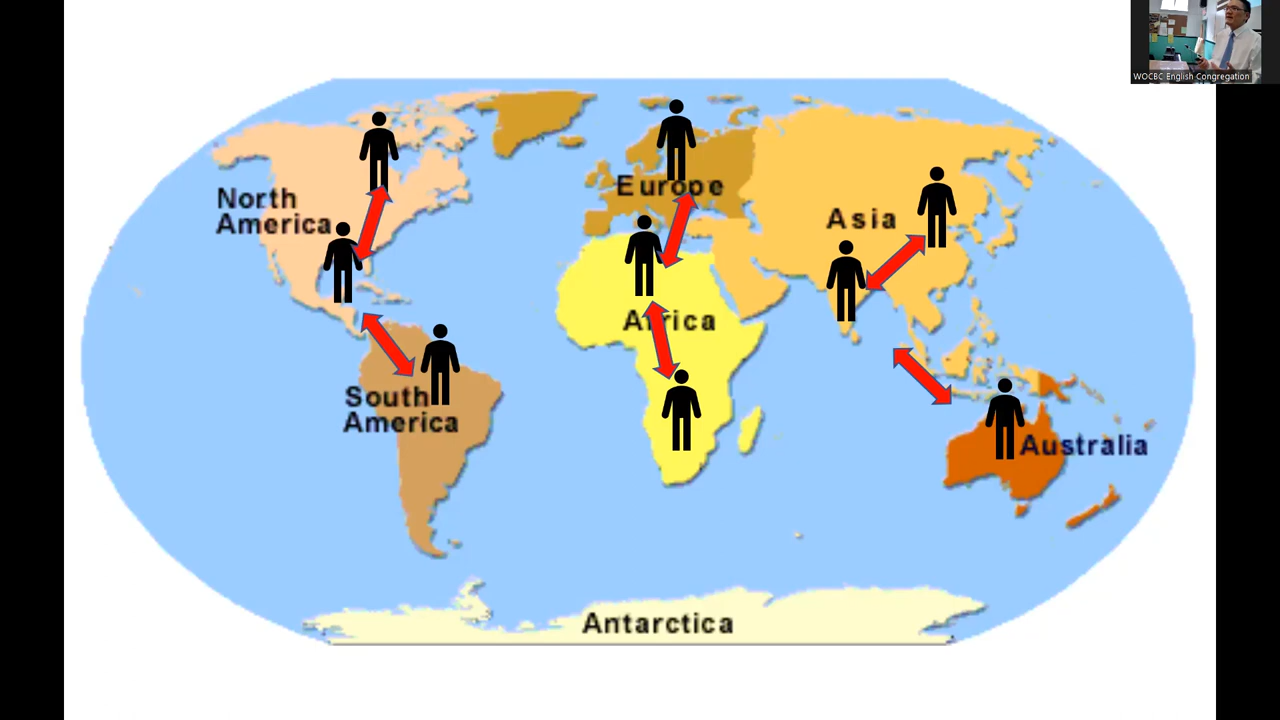 WOCBC English Congregation
Europe
North
America
Asia
Africa
South
America
Australia
Antarctica